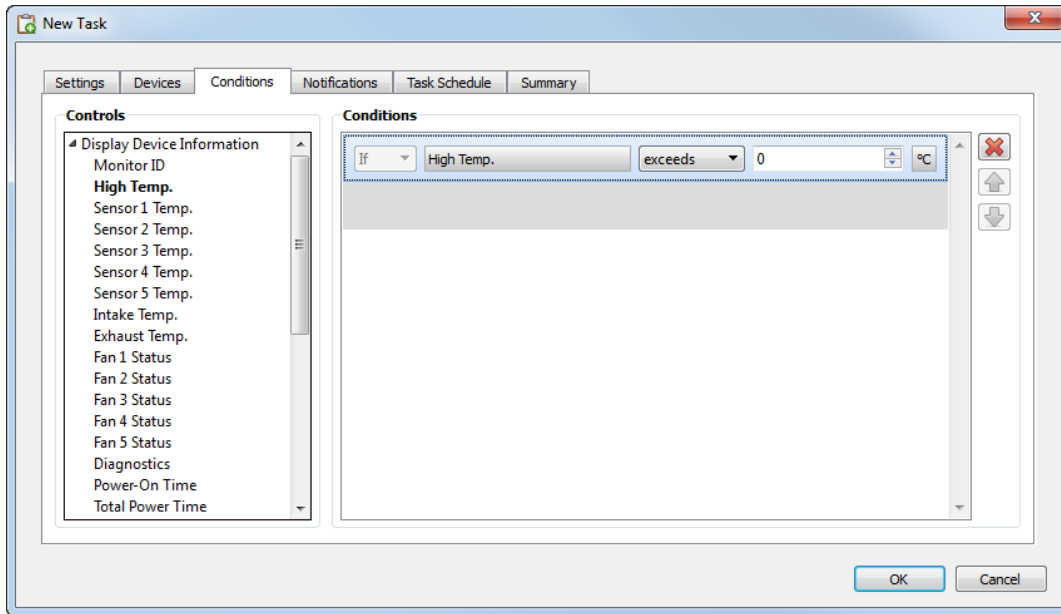 New Task
Settings Devices Conditions Notifications Task Schedule Summary
Controls
Display Device Information
Monitor ID
High Temp.
Sensor 1 Temp.
Sensor 2 Temp.
Sensor 3 Temp.
Sensor 4 Temp.
Sensor 5 Temp.
Intake Temp.
Exhaust Temp.
Fan 1 Status
Fan 2 Status
Fan 3 Status
Fan 4 Status
Fan 5 Status
Diagnostics
Power-On Time
Total Power Time
Conditions
If High Temp. exceeds 0 °C
OK Cancel